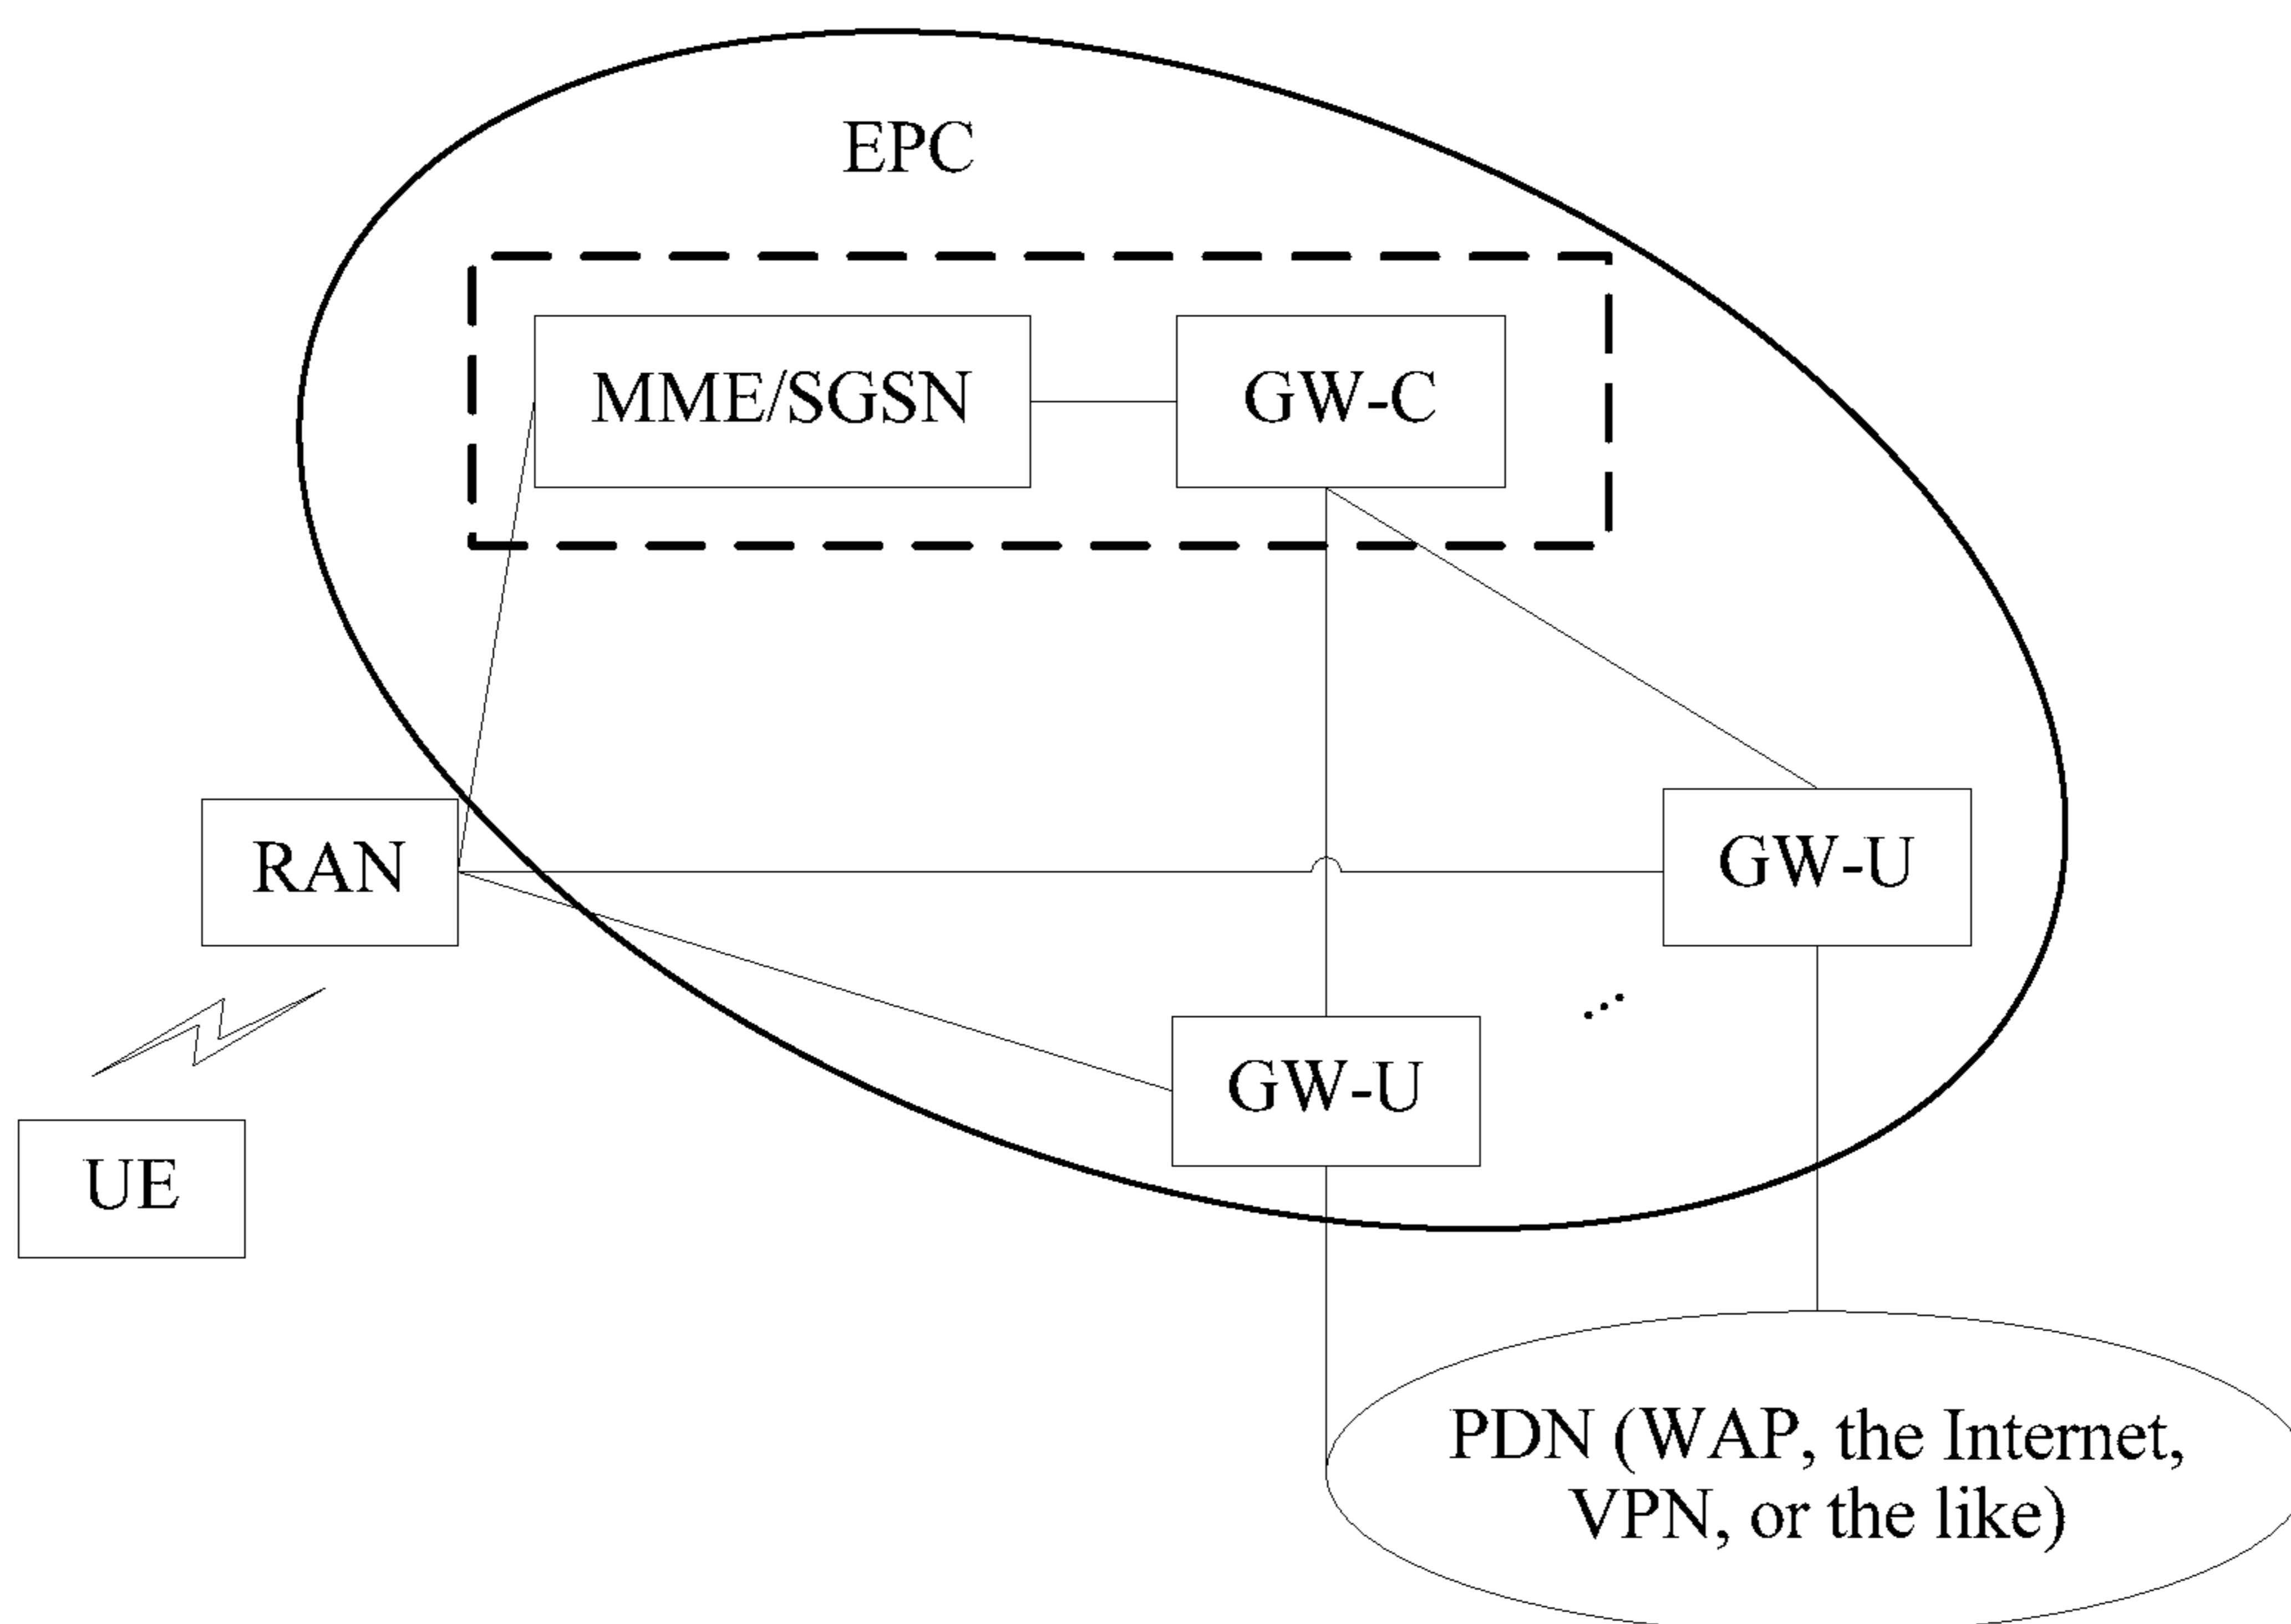 EPC
MME/SGSN
GW-C
RAN
GW-U
GW-U
UE
PDN (WAP, the Internet,
VPN, or the like)